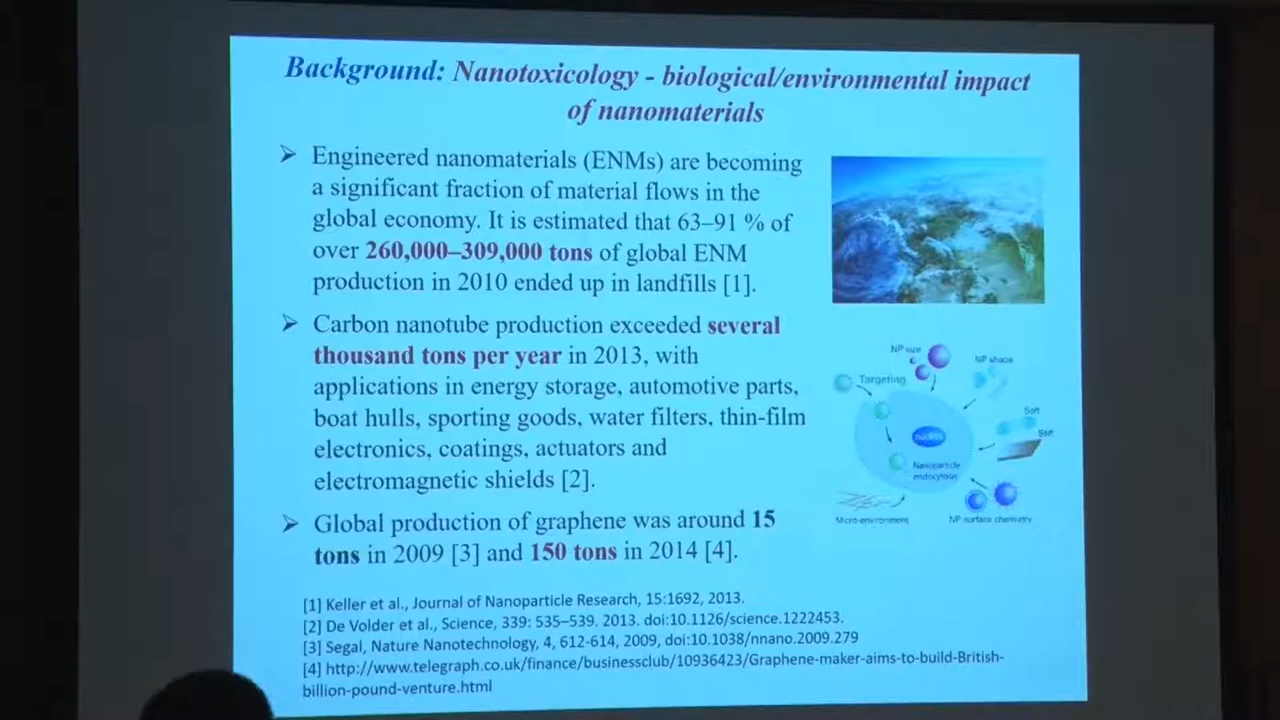 Background: Nanotoxicology - biological/environmental impact
of nanomaterials
Engineered nanomaterials (ENMs) are becoming
a significant fraction of material flows in the
global economy. It is estimated that 63–91 % of
over 260,000–309,000 tons of global ENM
production in 2010 ended up in landfills [1].
Carbon nanotube production exceeded several
thousand tons per year in 2013, with
applications in energy storage, automotive parts,
boat hulls, sporting goods, water filters, thin-film
electronics, coatings, actuators and
electromagnetic shields [2].
Global production of graphene was around 15
tons in 2009 [3] and 150 tons in 2014 [4].
NP size
NP shape
Targeting
Soft
Stiff
nucleus
Nanoparticle
endocytosis
Micro-environment
NP surface chemistry
[1] Keller et al., Journal of Nanoparticle Research, 15:1692, 2013.
[2] De Volder et al., Science, 339: 535–539. 2013. doi:10.1126/science.1222453.
[3] Segal, Nature Nanotechnology, 4, 612-614, 2009, doi:10.1038/nnano.2009.279
[4] http://www.telegraph.co.uk/finance/businessclub/10936423/Graphene-maker-aims-to-build-British-
billion-pound-venture.html